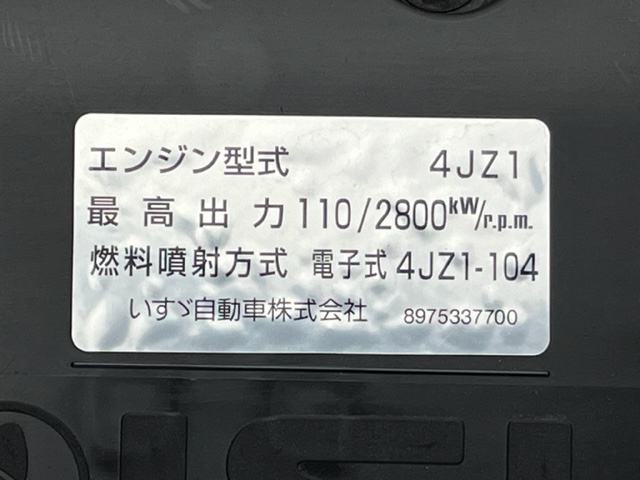 エンジン型式 4JZ1
最高出力 110/2800kW/r.p.m.
燃料噴射方式 電子式 4JZ1-104
いすゞ自動車株式会社 8975337700